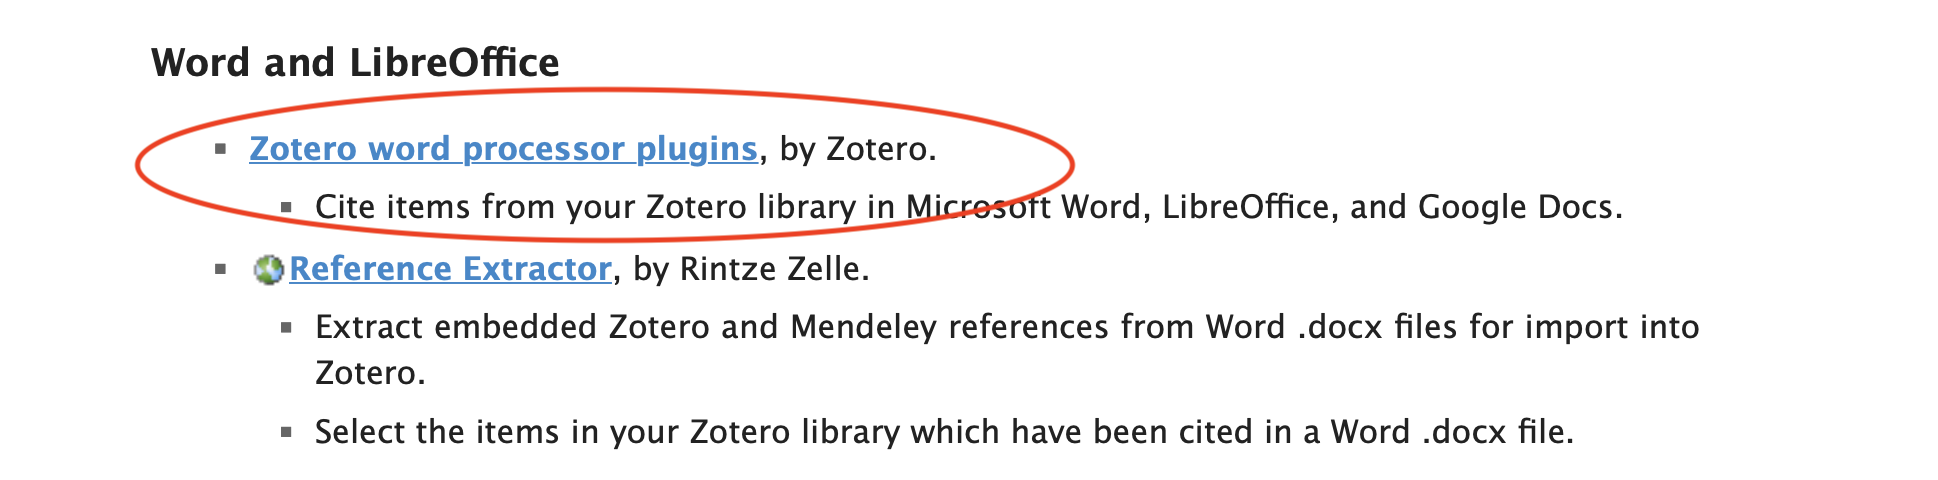 Word and LibreOffice
Zotero word processor plugins, by Zotero.
Cite items from your Zotero library in Microsoft Word, LibreOffice, and Google Docs.
Reference Extractor, by Rintze Zelle.
Extract embedded Zotero and Mendeley references from Word .docx files for import into
Zotero.
Select the items in your Zotero library which have been cited in a Word .docx file.